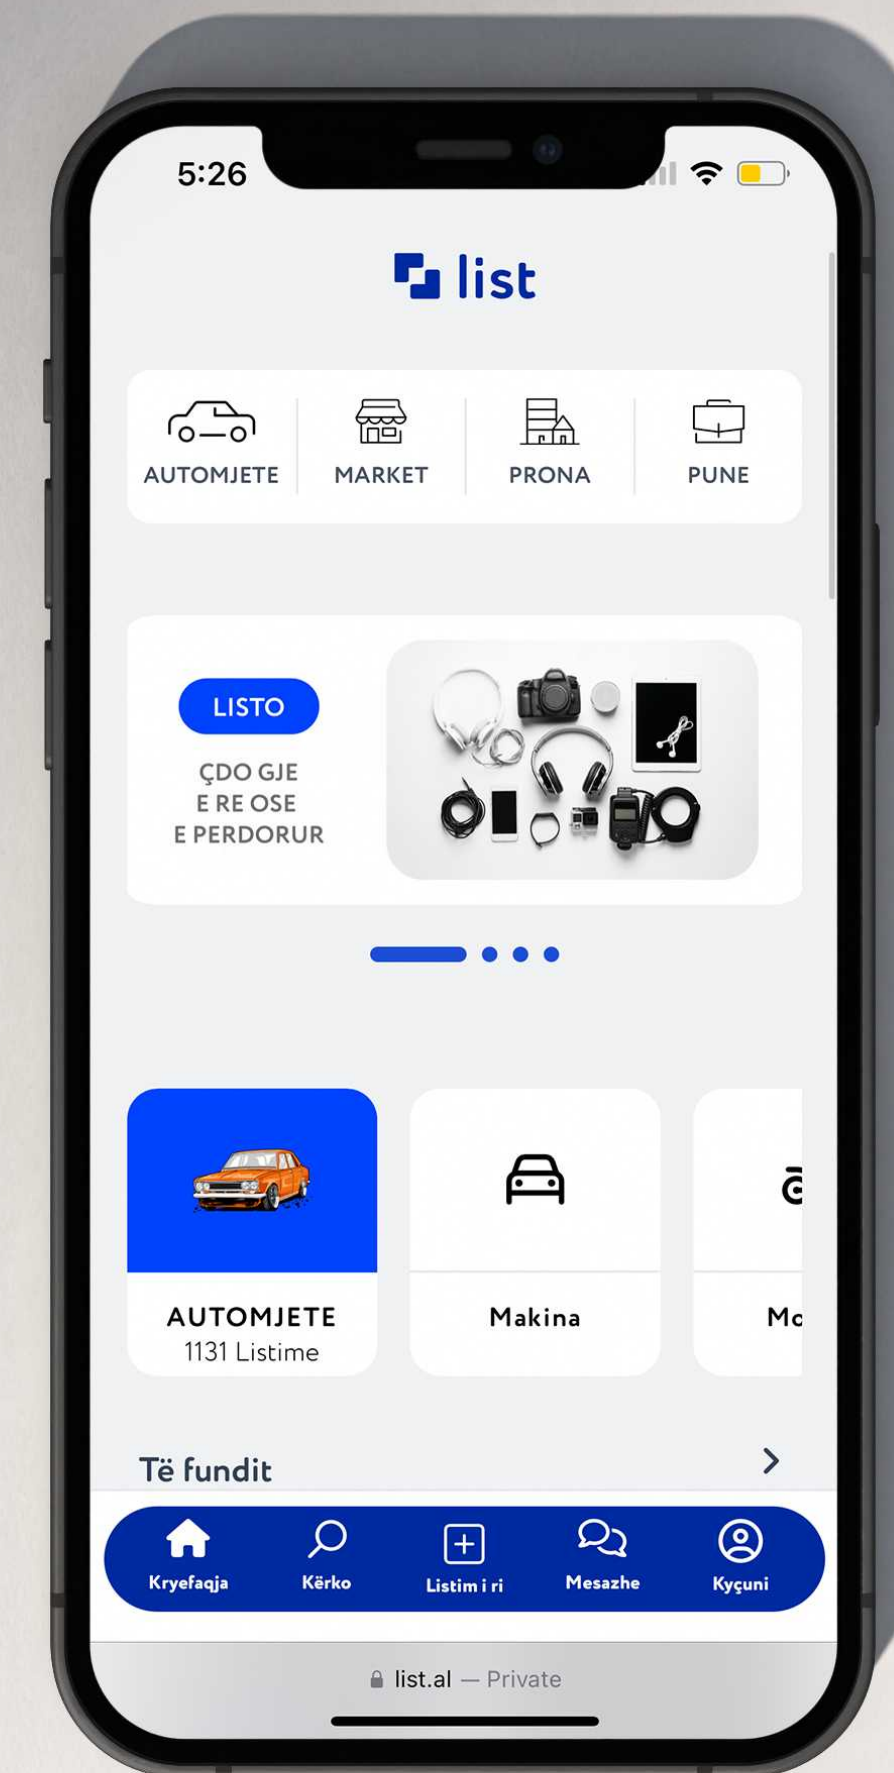 5:26
list
AUTOMJETE MARKET PRONA PUNE
LISTO
ÇDO GJE
E RE OSE
E PERDORUR
AUTOMJETE Makina Mo
1131 Listime
Të fundit
Kryefaqja Kërko Listim i ri Mesazhe Kyçuni
list.al — Private